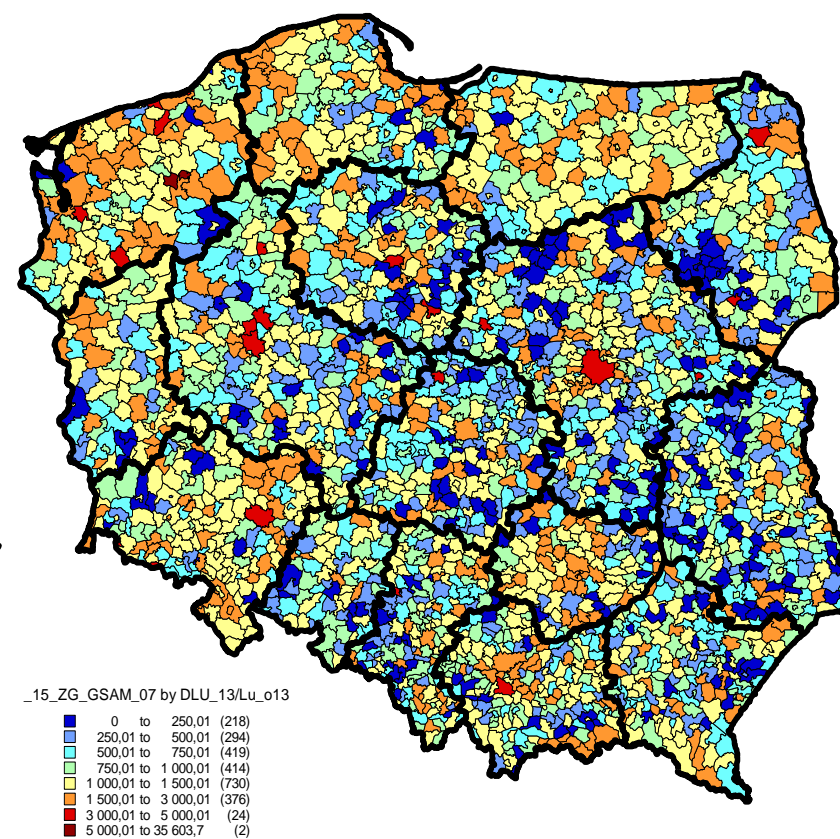 _15_ZG_GSAM_07 by DLU_13/Lu_o13
0 to 250,01 (218)
250,01 to 500,01 (294)
500,01 to 750,01 (419)
750,01 to 1 000,01 (414)
1 000,01 to 1 500,01 (730)
1 500,01 to 3 000,01 (376)
3 000,01 to 5 000,01 (24)
5 000,01 to 35 603,7 (2)